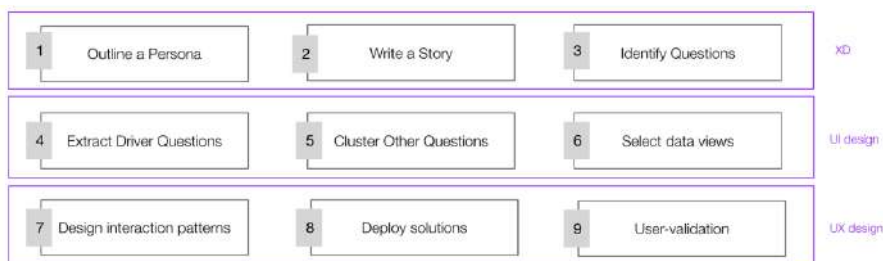 1 Outline a Persona 2 Write a Story 3 Identify Questions XD
4 Extract Driver Questions 5 Cluster Other Questions 6 Select data views UI design
7 Design interaction patterns 8 Deploy solutions 9 User-validation UX design